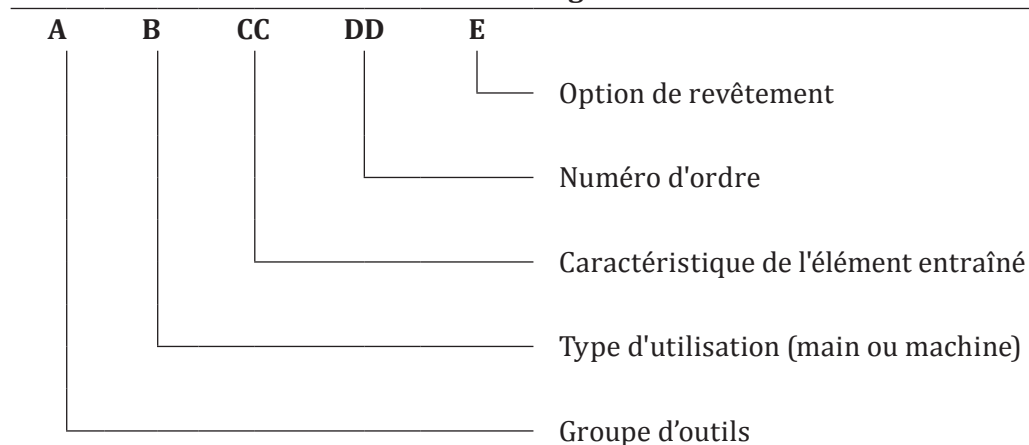 A B CC DD E
Option de revêtement
Numéro d'ordre
Caractéristique de l'élément entraîné
Type d'utilisation (main ou machine)
Groupe d’outils